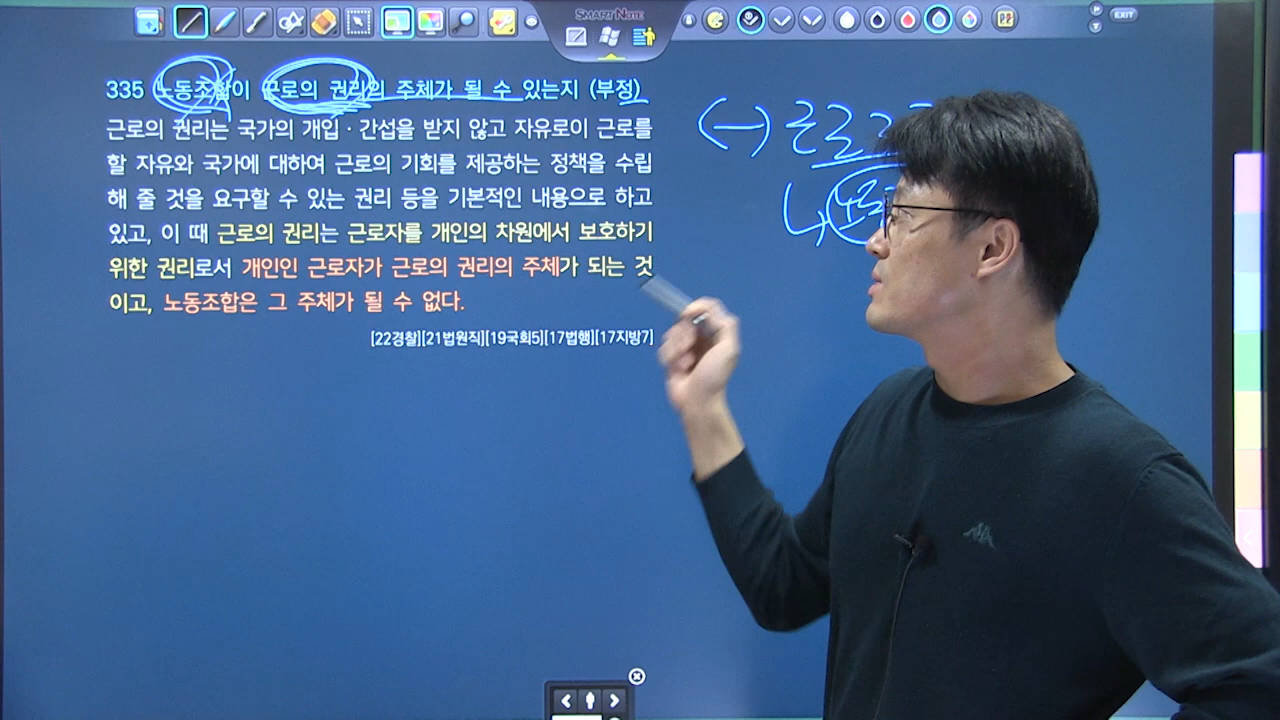 SMART NOTE
EXIT
335 노동조합이 근로의 권리의 주체가 될 수 있는지 (부정)
근로의 권리는 국가의 개입·간섭을 받지 않고 자유로이 근로를
할 자유와 국가에 대하여 근로의 기회를 제공하는 정책을 수립
해 줄 것을 요구할 수 있는 권리 등을 기본적인 내용으로 하고
있고, 이 때 근로의 권리는 근로자를 개인의 차원에서 보호하기
위한 권리로서 개인인 근로자가 근로의 권리의 주체가 되는 것
이고, 노동조합은 그 주체가 될 수 없다.
[22경찰][21법원직][19국회5][17법행][17지방7]
(-) 근로